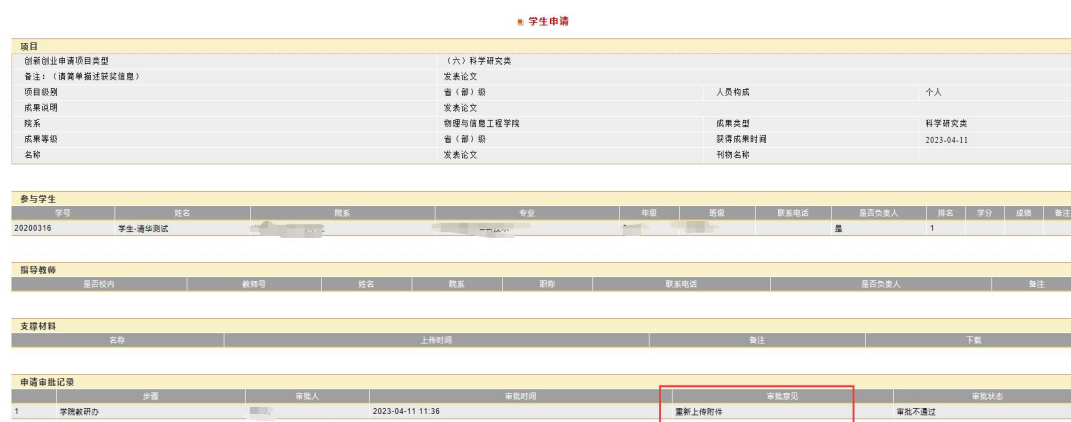 学生申请
项目
创新创业申请项目类型 （六）科学研究类
备注：（请简单描述获奖信息） 发表论文
项目级别 省（部）级 人员构成 个人
成果说明 发表论文
院系 物理与信息工程学院 成果类型 科学研究类
成果等级 省（部）级 获得成果时间 2023-04-11
名称 发表论文 刊物名称
参与学生
学号 姓名 院系 专业 年级 班级 联系电话 是否负责人 排名 学分 成绩 备注
20200316 学生-清华测试 是 1
指导教师
是否校内 教师号 姓名 院系 职称 联系电话 是否负责人 备注
支撑材料
名称 上传时间 备注 下载
申请审批记录
步骤 审批人 审批时间 审批意见 审批状态
1 学院教研办 2023-04-11 11:36 重新上传附件 审批不通过